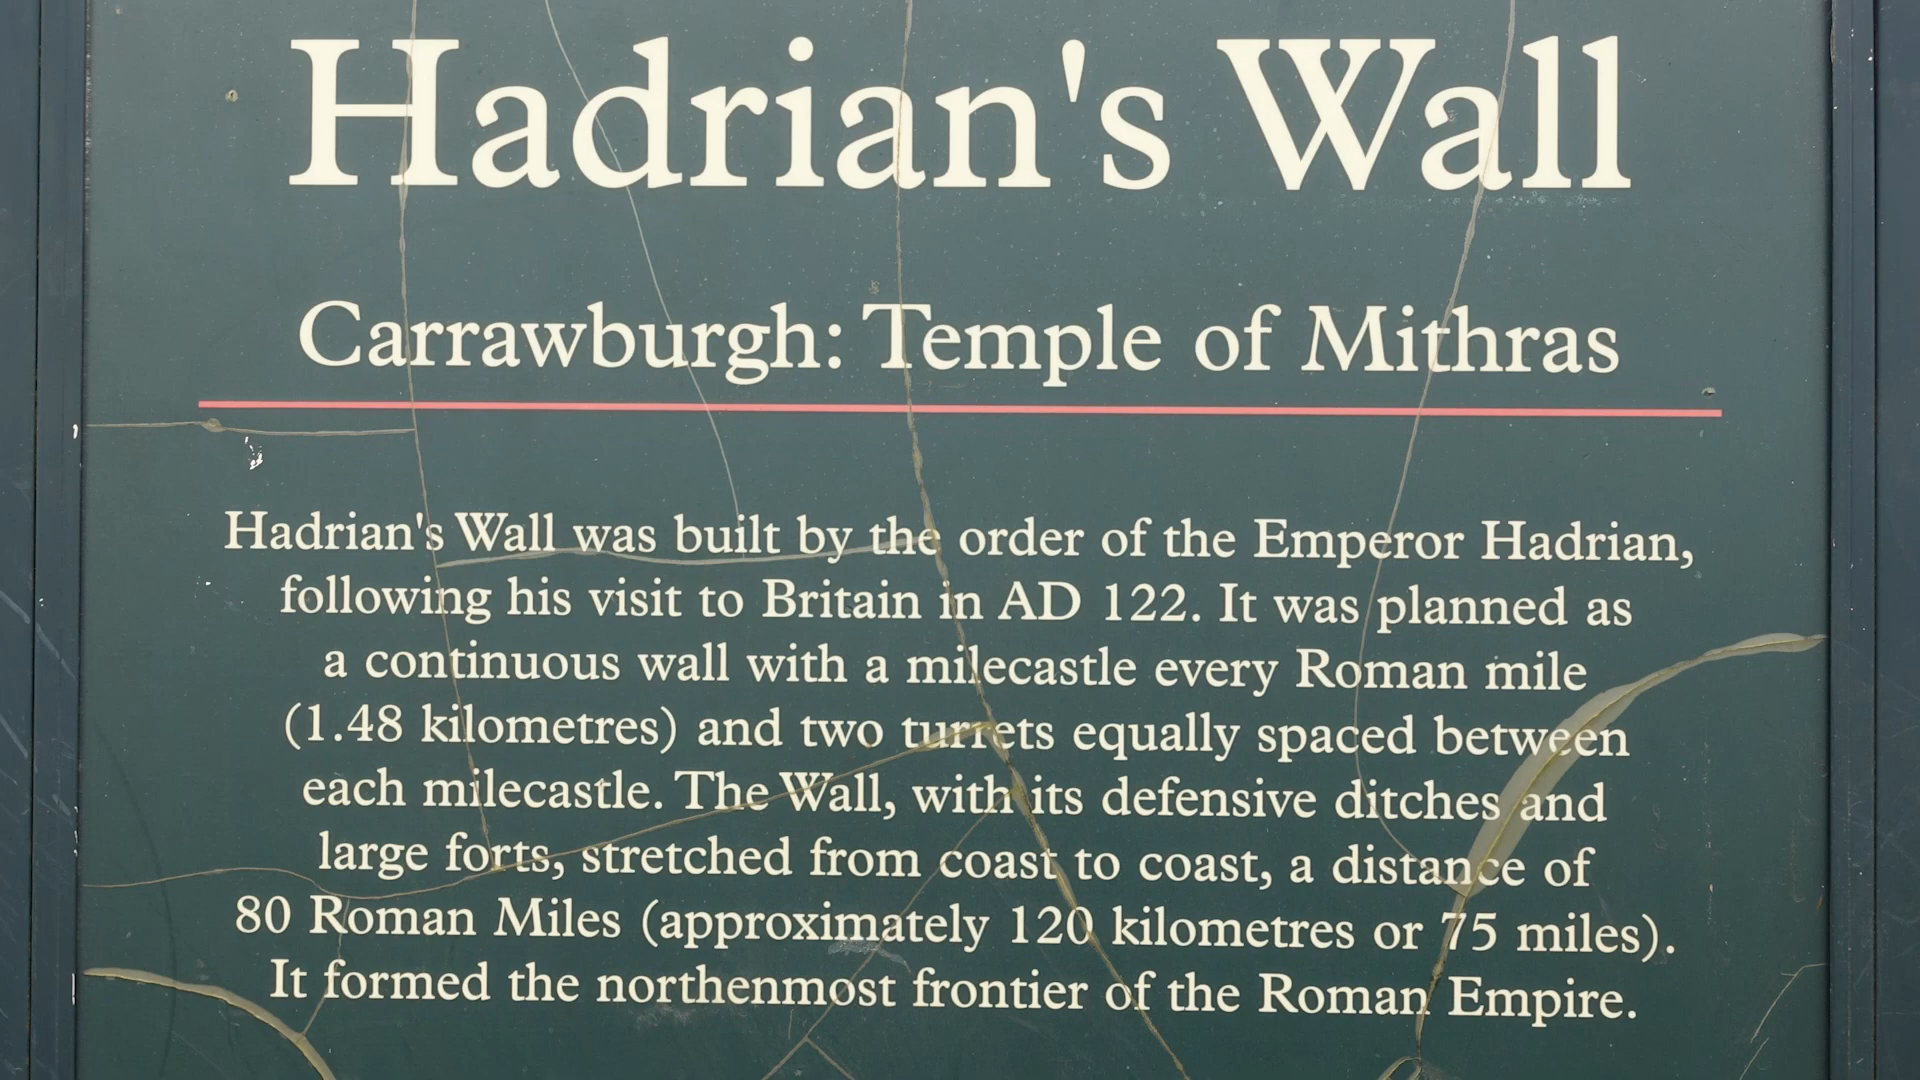 Hadrian's Wall
Carrawburgh: Temple of Mithras
Hadrian's Wall was built by the order of the Emperor Hadrian,
following his visit to Britain in AD 122. It was planned as
a continuous wall with a milecastle every Roman mile
(1.48 kilometres) and two turrets equally spaced between
each milecastle. The Wall, with its defensive ditches and
large forts, stretched from coast to coast, a distance of
80 Roman Miles (approximately 120 kilometres or 75 miles).
It formed the northenmost frontier of the Roman Empire.